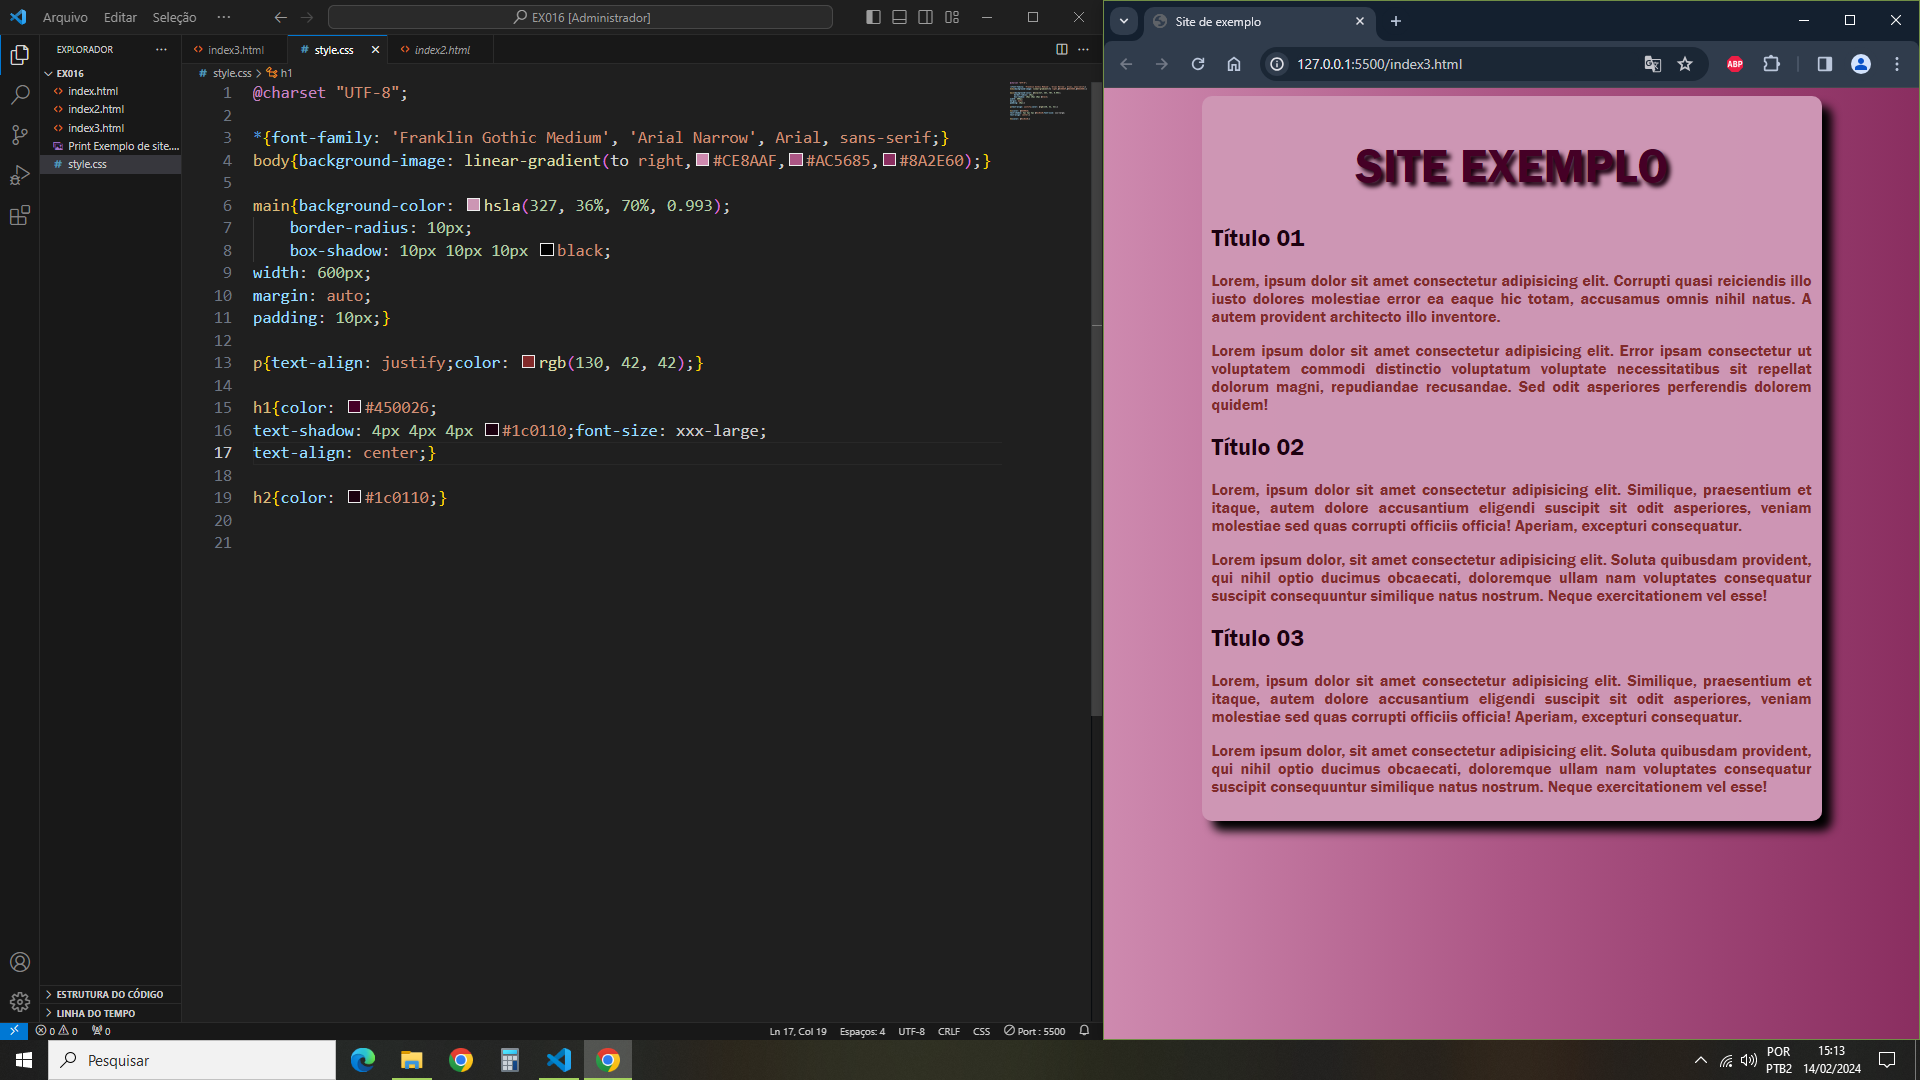 Arquivo Editar Seleção ··· EX016 [Administrador]
EXPLORADOR ···
EX016
index.html
index2.html
index3.html
Print Exemplo de site....
# style.css
ESTRUTURA DO CÓDIGO
LINHA DO TEMPO
index3.html # style.css index2.html ···
# style.css > h1
1 @charset "UTF-8";
2
3 *{font-family: 'Franklin Gothic Medium', 'Arial Narrow', Arial, sans-serif;}
4 body{background-image: linear-gradient(to right,#CE8AAF,#AC5685,#8A2E60);}
5
6 main{background-color: hsla(327, 36%, 70%, 0.993);
7 border-radius: 10px;
8 box-shadow: 10px 10px 10px black;
9 width: 600px;
10 margin: auto;
11 padding: 10px;}
12
13 p{text-align: justify;color: rgb(130, 42, 42);}
14
15 h1{color: #450026;
16 text-shadow: 4px 4px 4px #1c0110;font-size: xxx-large;
17 text-align: center;}
18
19 h2{color: #1c0110;}
20
21
0 0 0 Ln 17, Col 19 Espaços: 4 UTF-8 CRLF CSS Port : 5500
Site de exemplo
127.0.0.1:5500/index3.html ABP
SITE EXEMPLO
Título 01
Lorem, ipsum dolor sit amet consectetur adipisicing elit. Corrupti quasi reiciendis illo
iusto dolores molestiae error ea eaque hic totam, accusamus omnis nihil natus. A
autem provident architecto illo inventore.
Lorem ipsum dolor sit amet consectetur adipisicing elit. Error ipsam consectetur ut
voluptatem commodi distinctio voluptatum voluptate necessitatibus sit repellat
dolorum magni, repudiandae recusandae. Sed odit asperiores perferendis dolorem
quidem!
Título 02
Lorem, ipsum dolor sit amet consectetur adipisicing elit. Similique, praesentium et
itaque, autem dolore accusantium eligendi suscipit sit odit asperiores, veniam
molestiae sed quas corrupti officiis officia! Aperiam, excepturi consequatur.
Lorem ipsum dolor, sit amet consectetur adipisicing elit. Soluta quibusdam provident,
qui nihil optio ducimus obcaecati, doloremque ullam nam voluptates consequatur
suscipit consequuntur similique natus nostrum. Neque exercitationem vel esse!
Título 03
Lorem, ipsum dolor sit amet consectetur adipisicing elit. Similique, praesentium et
itaque, autem dolore accusantium eligendi suscipit sit odit asperiores, veniam
molestiae sed quas corrupti officiis officia! Aperiam, excepturi consequatur.
Lorem ipsum dolor, sit amet consectetur adipisicing elit. Soluta quibusdam provident,
qui nihil optio ducimus obcaecati, doloremque ullam nam voluptates consequatur
suscipit consequuntur similique natus nostrum. Neque exercitationem vel esse!
Pesquisar
POR
PTB2
15:13
14/02/2024